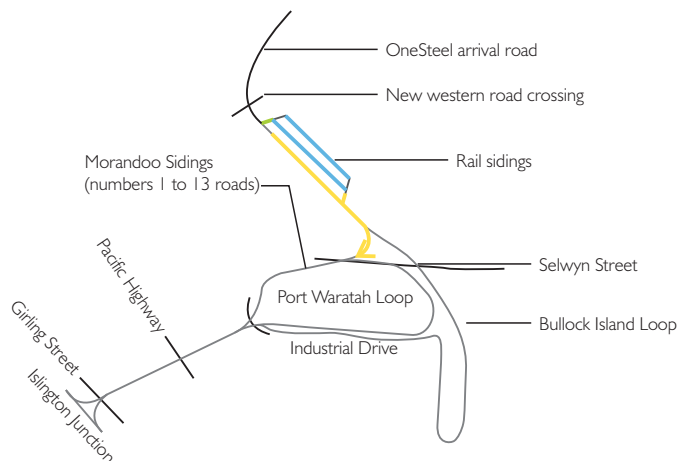 OneSteel arrival road
New western road crossing
Morandoo Sidings
(numbers 1 to 13 roads)
Rail sidings
Pacific Highway
Selwyn Street
Port Waratah Loop
Girling Street
Bullock Island Loop
Industrial Drive
Islington Junction